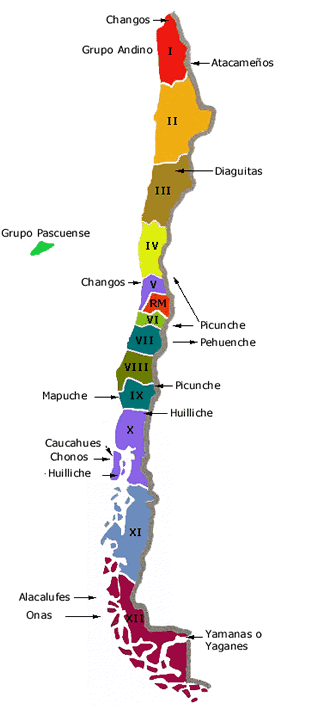 Changos
Grupo Andino
I
Atacameños
II
Diaguitas
III
Grupo Pascuense
IV
Changos
V
RM
VI
Picunche
VII
Pehuenche
VIII
Picunche
Mapuche
IX
Huilliche
X
Caucahues
Chonos
Huilliche
XI
Alacalufes
Onas
XII
Yamanas o
Yaganes